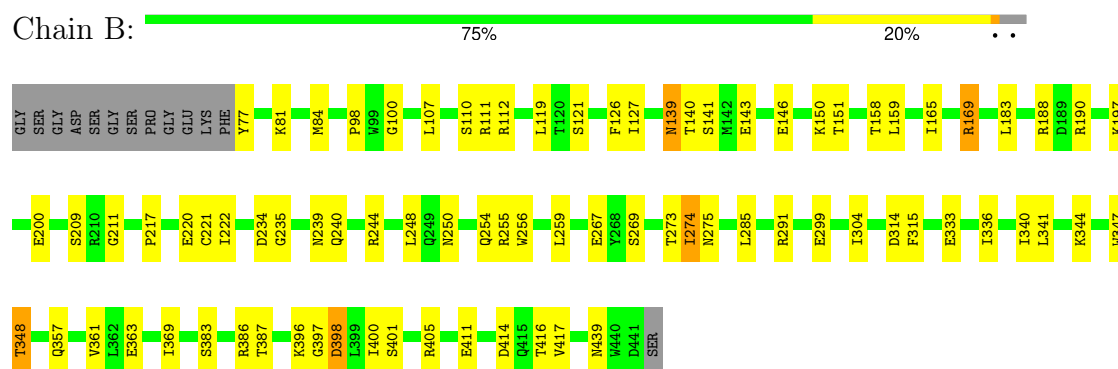 Chain B:
75% 20% • •
GLY SER GLY ASP SER GLY SER PRO GLY GLU LYS PHE Y77 K81 M84 P98 W99 G100 L107 S110 R111 R112 L119 T120 S121 F126 I127 N139 T140 S141 M142 E143 E146 K150 T151 T158 L159 I165 R169 L183 R188 D189 R190 K197
E200 S209 R210 G211 P217 E220 C221 I222 D234 G235 N239 Q240 R244 L248 Q249 N250 Q254 R255 W256 L259 E267 Y268 S269 T273 I274 N275 L285 R291 E299 I304 D314 F315 E333 I336 I340 L341 K344 W347
T348 Q357 V361 L362 E363 I369 S383 R386 T387 K396 G397 D398 L399 I400 S401 R405 E411 D414 Q415 T416 V417 N439 W440 D441 SER